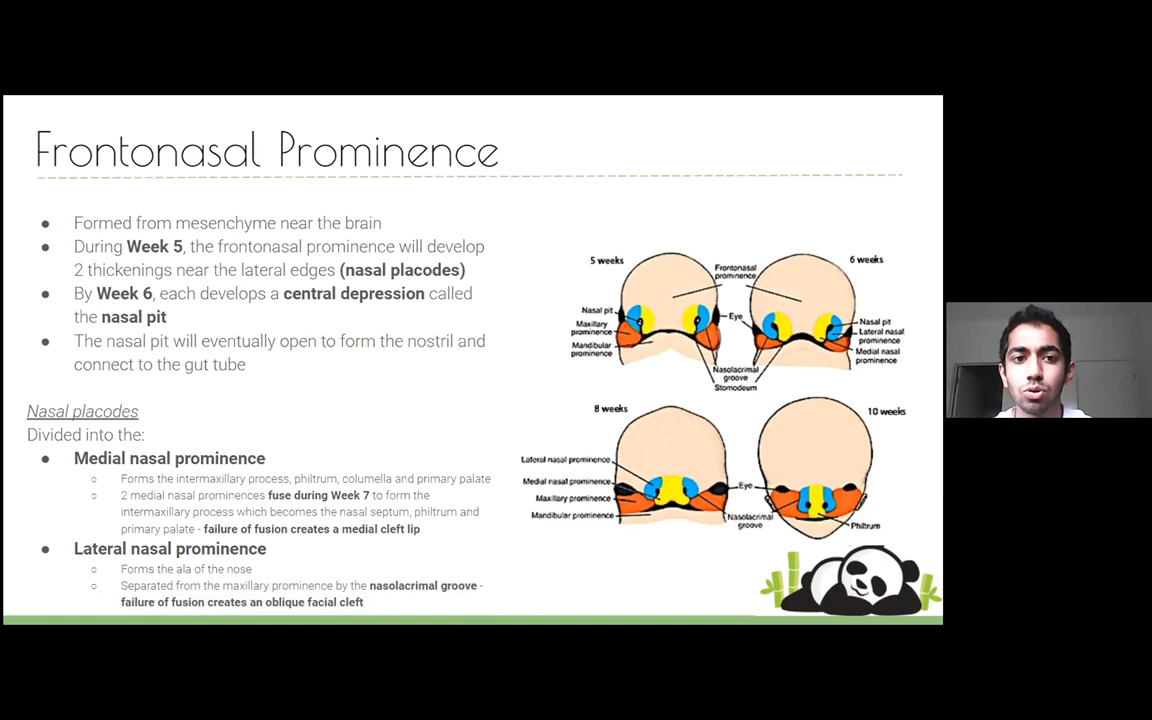 Frontonasal Prominence
Formed from mesenchyme near the brain
During Week 5, the frontonasal prominence will develop
2 thickenings near the lateral edges (nasal placodes)
By Week 6, each develops a central depression called
the nasal pit
The nasal pit will eventually open to form the nostril and
connect to the gut tube
Nasal placodes
Divided into the:
Medial nasal prominence
Forms the intermaxillary process, philtrum, columella and primary palate
2 medial nasal prominences fuse during Week 7 to form the
intermaxillary process which becomes the nasal septum, philtrum and
primary palate - failure of fusion creates a medial cleft lip
Lateral nasal prominence
Forms the ala of the nose
Separated from the maxillary prominence by the nasolacrimal groove -
failure of fusion creates an oblique facial cleft
5 weeks
6 weeks
Frontonasal
prominence
Nasal pit
Maxillary
prominence
Mandibular
prominence
Eye
Nasal pit
Lateral nasal
prominence
Medial nasal
prominence
Nasolacrimal
groove
Stomodeum
8 weeks
10 weeks
Lateral nasal prominence
Medial nasal prominence
Maxillary prominence
Mandibular prominence
Eye
Nasolacrimal
groove
Philtrum